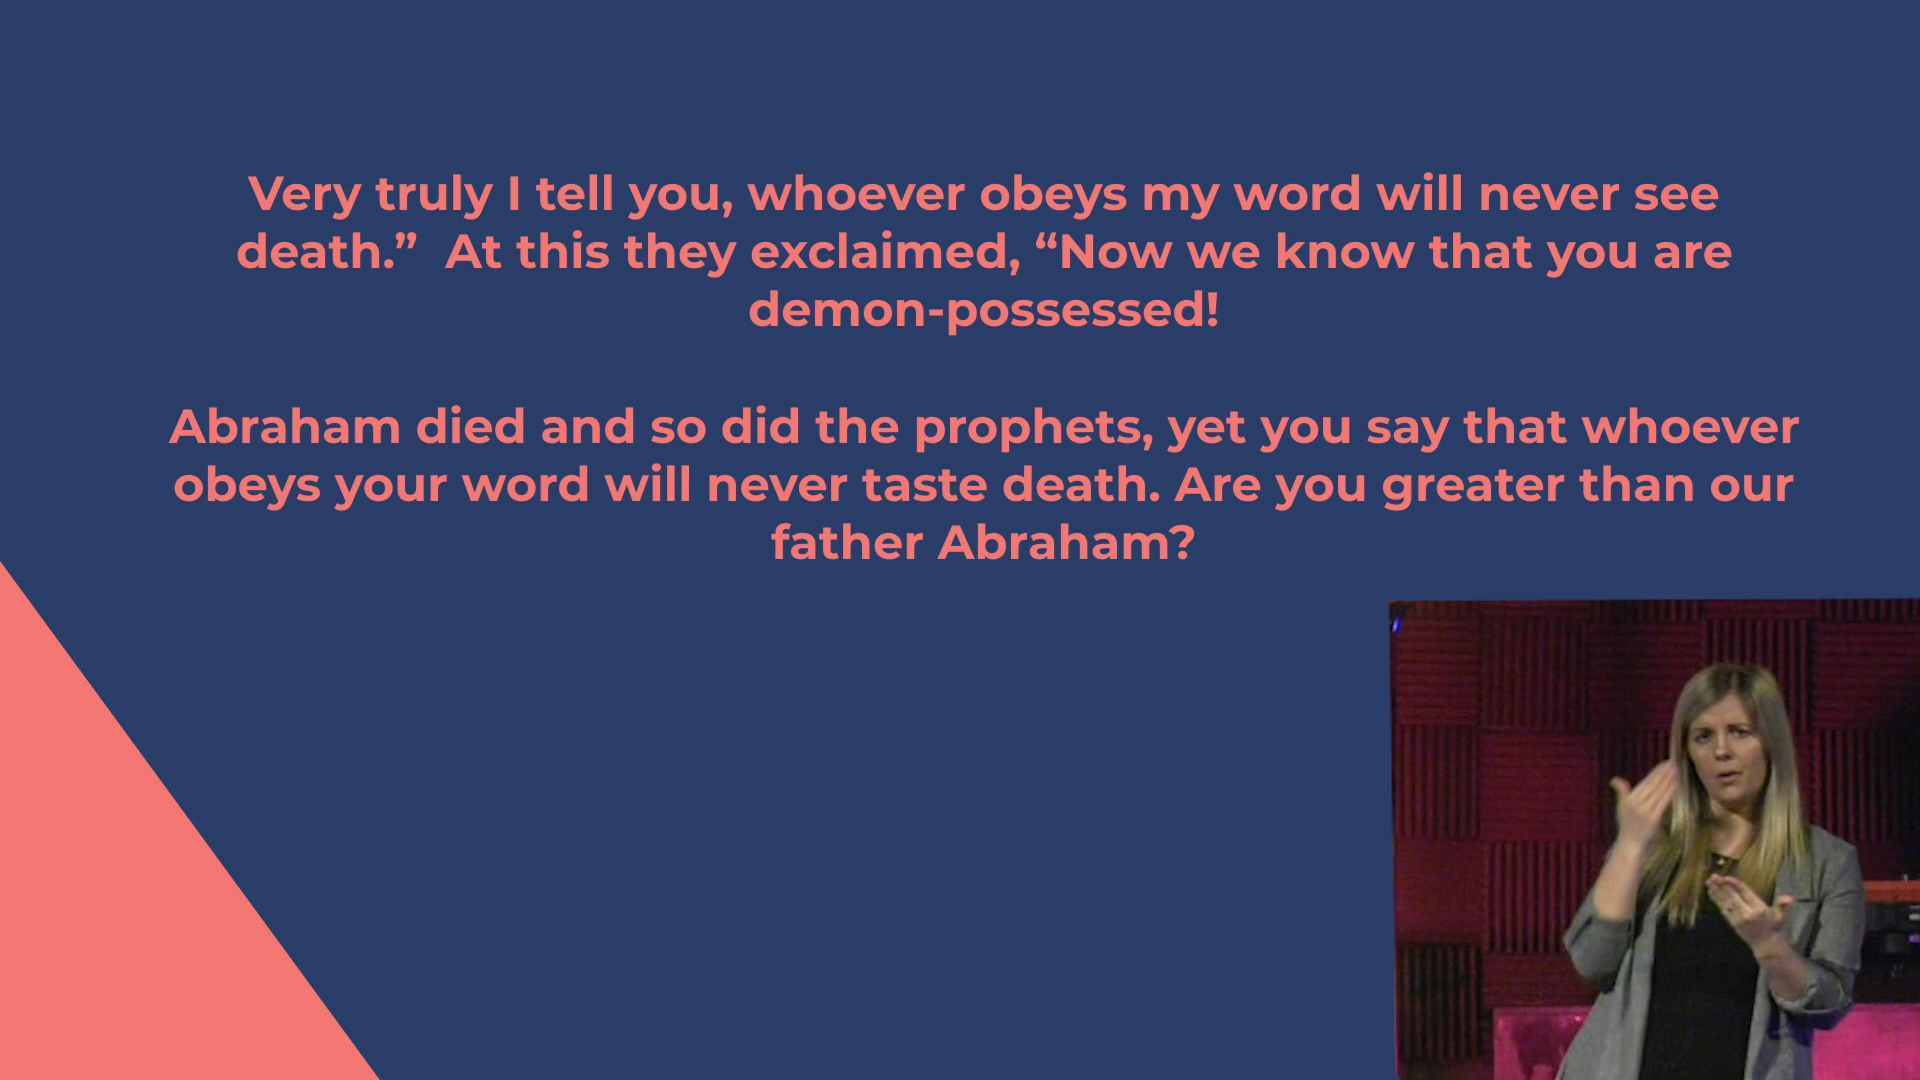 Very truly I tell you, whoever obeys my word will never see
death.”  At this they exclaimed, “Now we know that you are
demon-possessed!
Abraham died and so did the prophets, yet you say that whoever
obeys your word will never taste death. Are you greater than our
father Abraham?